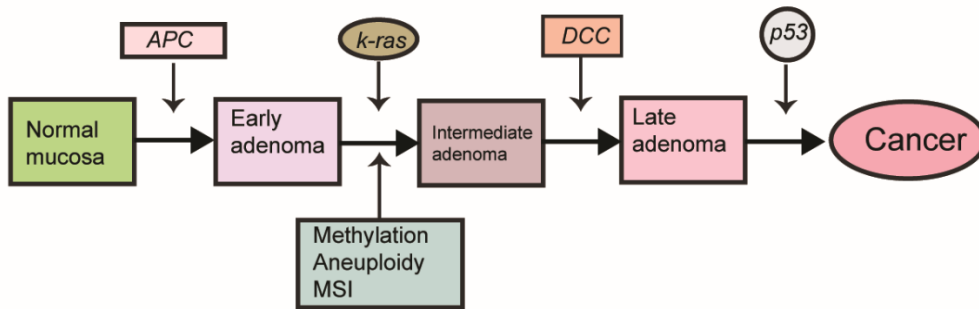 APC
k-ras
DCC
p53
Normal
mucosa
Early
adenoma
Intermediate
adenoma
Late
adenoma
Cancer
Methylation
Aneuploidy
MSI